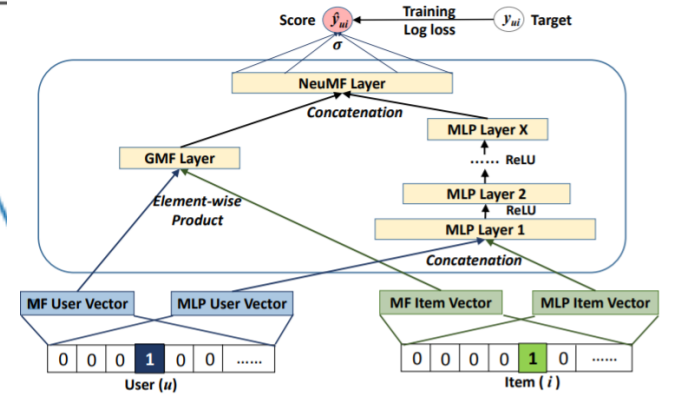 Score ŷui Training yui Target
Log loss
σ
NeuMF Layer
Concatenation
MLP Layer X
GMF Layer
...... ReLU
Element-wise
Product
MLP Layer 2
ReLU
MLP Layer 1
Concatenation
MF User Vector MLP User Vector MF Item Vector MLP Item Vector
0 0 0 1 0 0 ...... 0 0 0 0 1 0 ......
User (u) Item ( i )